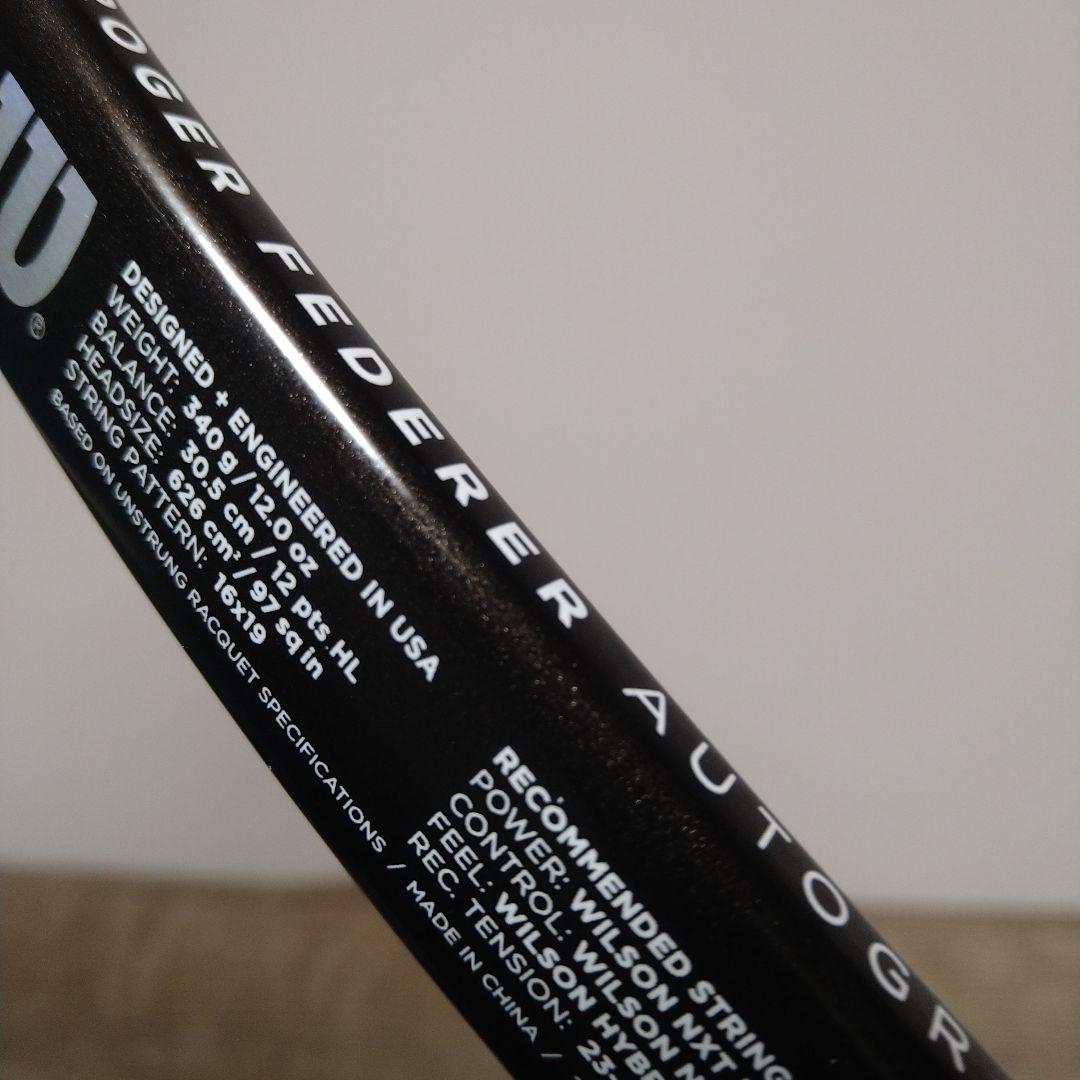 ROGER FEDERER AUTOGR
W®
DESIGNED + ENGINEERED IN USA
WEIGHT: 340 g / 12.0 oz
BALANCE: 30.5 cm / 12 pts HL
HEADSIZE: 626 cm² / 97 sq in
STRING PATTERN: 16x19
BASED ON UNSTRUNG RACQUET SPECIFICATIONS / MADE IN CHINA /
RECOMMENDED STRING
POWER: WILSON NXT
CONTROL: WILSON N
FEEL: WILSON HYB
REC. TENSION: 23-